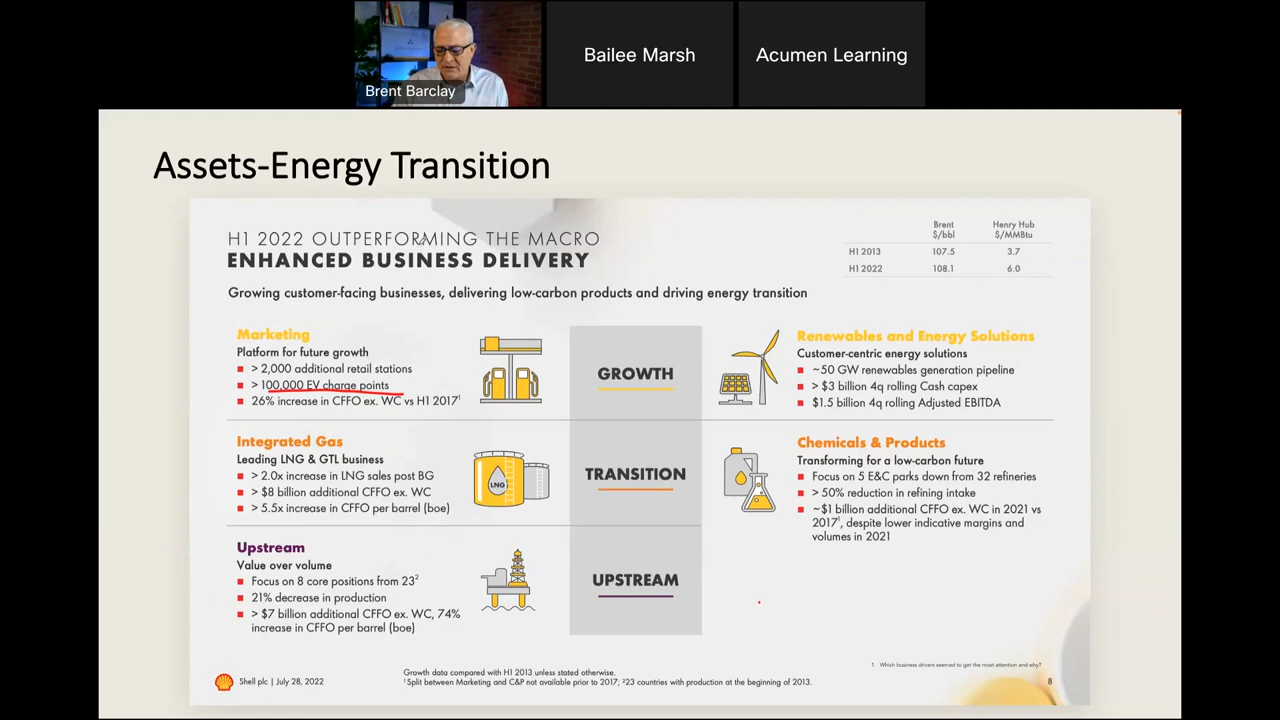 Brent Barclay
Bailee Marsh
Acumen Learning
Assets-Energy Transition
H1 2022 OUTPERFORMING THE MACRO
ENHANCED BUSINESS DELIVERY
Brent
$/bbl
Henry Hub
$/MMBtu
H1 2013 107.5 3.7
H1 2022 108.1 6.0
Growing customer-facing businesses, delivering low-carbon products and driving energy transition
Marketing
Platform for future growth
> 2,000 additional retail stations
> 100,000 EV charge points
26% increase in CFFO ex. WC vs H1 2017¹
GROWTH
Renewables and Energy Solutions
Customer-centric energy solutions
~50 GW renewables generation pipeline
> $3 billion 4q rolling Cash capex
$1.5 billion 4q rolling Adjusted EBITDA
Integrated Gas
Leading LNG & GTL business
> 2.0x increase in LNG sales post BG
> $8 billion additional CFFO ex. WC
> 5.5x increase in CFFO per barrel (boe)
LNG
TRANSITION
Chemicals & Products
Transforming for a low-carbon future
Focus on 5 E&C parks down from 32 refineries
> 50% reduction in refining intake
~$1 billion additional CFFO ex. WC in 2021 vs
2017¹, despite lower indicative margins and
volumes in 2021
Upstream
Value over volume
Focus on 8 core positions from 23²
21% decrease in production
> $7 billion additional CFFO ex. WC, 74%
increase in CFFO per barrel (boe)
UPSTREAM
1. Which business drivers seemed to get the most attention and why?
Shell plc | July 28, 2022
Growth data compared with H1 2013 unless stated otherwise.
¹Split between Marketing and C&P not available prior to 2017; ²23 countries with production at the beginning of 2013.
8